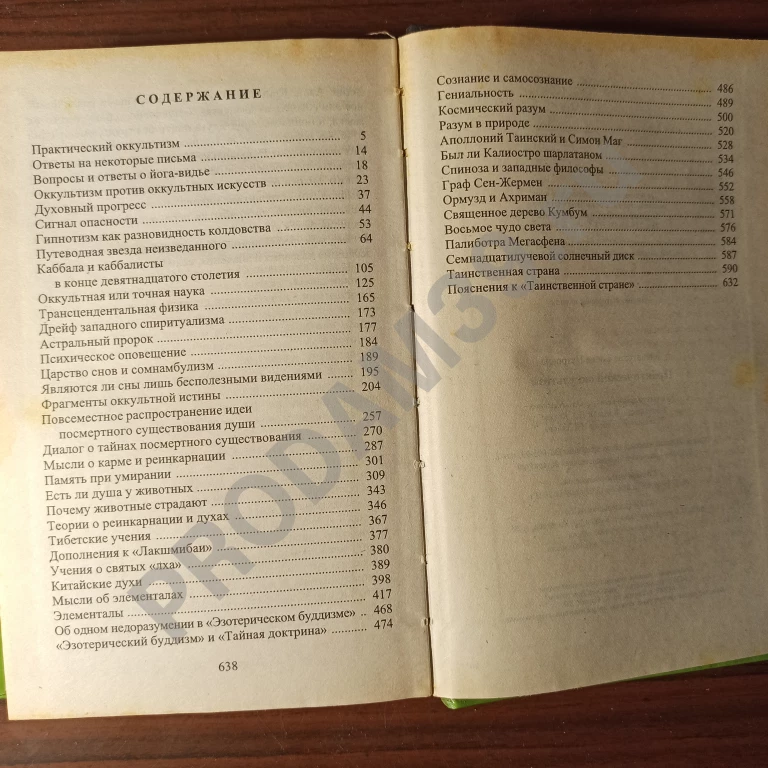 СОДЕРЖАНИЕ
Практический оккультизм 5
Ответы на некоторые письма 14
Вопросы и ответы о йога-видье 18
Оккультизм против оккультных искусств 23
Духовный прогресс 37
Сигнал опасности 44
Гипнотизм как разновидность колдовства 53
Путеводная звезда неизведанного 64
Каббала и каббалисты
в конце девятнадцатого столетия 105
Оккультная или точная наука 125
Трансцендентальная физика 165
Дрейф западного спиритуализма 173
Астральный пророк 177
Психическое оповещение 184
Царство снов и сомнамбулизм 189
Являются ли сны лишь бесполезными видениями 195
Фрагменты оккультной истины 204
Повсеместное распространение идеи
посмертного существования души 257
Диалог о тайнах посмертного существования 270
Мысли о карме и реинкарнации 287
Память при умирании 301
Есть ли душа у животных 309
Почему животные страдают 343
Теории о реинкарнации и духах 346
Тибетские учения 367
Дополнения к «Лакшмибаи» 377
Учения о святых «лха» 380
Китайские духи 389
Мысли об элементалах 398
Элементалы 417
Об одном недоразумении в «Эзотерическом буддизме» .. 468
«Эзотерический буддизм» и «Тайная доктрина» 474
638
Сознание и самосознание 486
Гениальность 489
Космический разум 500
Разум в природе 520
Аполлоний Таинский и Симон Маг 528
Был ли Калиостро шарлатаном 534
Спиноза и западные философы 546
Граф Сен-Жермен 552
Ормузд и Ахриман 558
Священное дерево Кумбум 571
Восьмое чудо света 576
Палиботра Мегасфена 584
Семнадцатилучевой солнечный диск 587
Таинственная страна 590
Пояснения к «Таинственной стране» 632